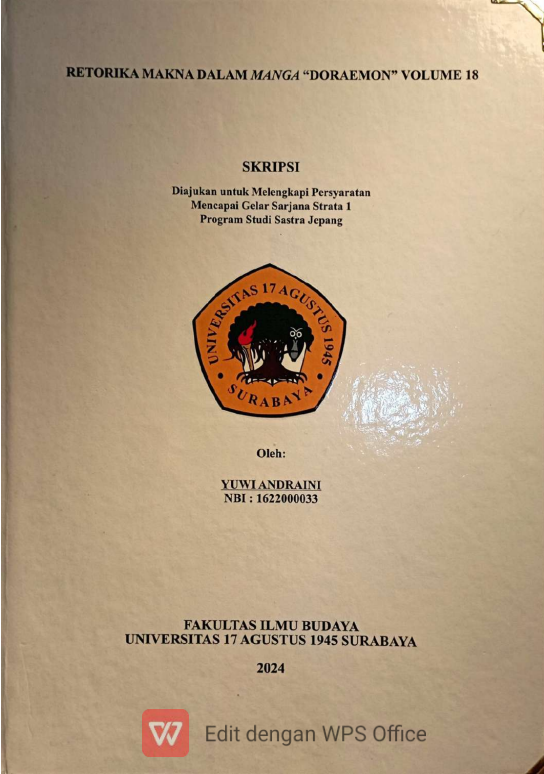 RETORIKA MAKNA DALAM MANGA “DORAEMON” VOLUME 18
SKRIPSI
Diajukan untuk Melengkapi Persyaratan
Mencapai Gelar Sarjana Strata 1
Program Studi Sastra Jepang
UNIVERSITAS 17 AGUSTUS 1945
• SURABAYA •
Oleh:
YUWI ANDRAINI
NBI : 1622000033
FAKULTAS ILMU BUDAYA
UNIVERSITAS 17 AGUSTUS 1945 SURABAYA
2024
W Edit dengan WPS Office